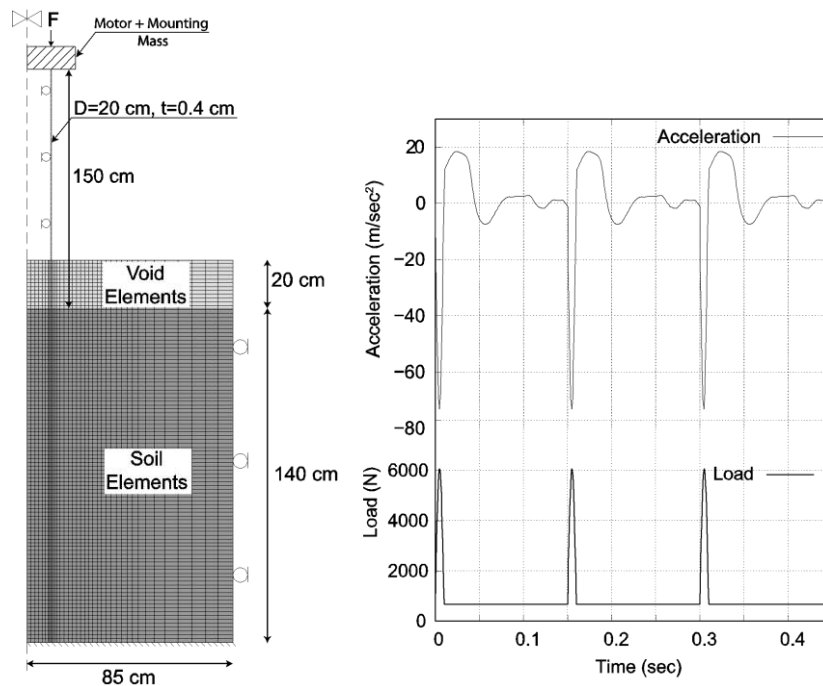 F
Motor + Mounting
Mass
D=20 cm, t=0.4 cm
150 cm
Void
Elements
20 cm
Soil
Elements
140 cm
85 cm
Acceleration
20
0
−20
−40
−60
−80
Acceleration (m/sec²)
Load
6000
4000
2000
0
Load (N)
0
0.1
0.2
0.3
0.4
Time (sec)